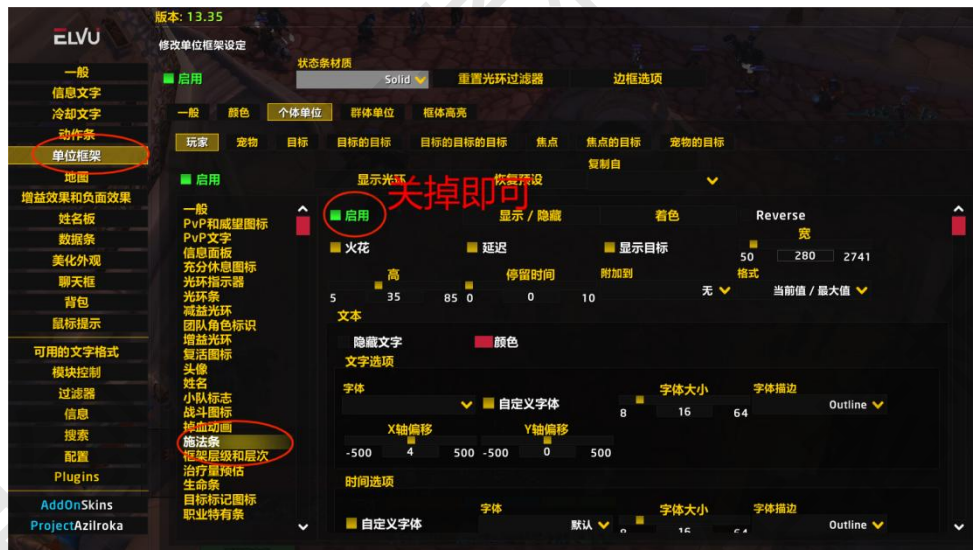 版本: 13.35
ELVU
修改单位框架设定
状态条材质
启用
Solid
重置光环过滤器
边框选项
一般
颜色
个体单位
群体单位
框体高亮
玩家
宠物
目标
目标的目标
目标的目标的目标
焦点
焦点的目标
宠物的目标
复制自
启用
显示光环
恢复预设
关掉即可
一般
信息文字
冷却文字
动作条
单位框架
地图
增益效果和负面效果
姓名板
数据条
美化外观
聊天框
背包
鼠标提示
可用的文字格式
模块控制
过滤器
信息
搜索
配置
Plugins
AddOnSkins
ProjectAzilroka
一般
PvP和威望图标
PvP文字
信息面板
充分休息图标
光环指示器
光环条
减益光环
团队角色标识
增益光环
复活图标
头像
姓名
小队标志
战斗图标
掉血动画
施法条
框架层级和层次
治疗量预估
生命条
目标标记图标
职业特有条
启用
显示 / 隐藏
着色
Reverse
火花
延迟
显示目标
宽
50 280 2741
高
5 35 85
停留时间
0 0 10
附加到
无
格式
当前值 / 最大值
文本
隐藏文字
颜色
文字选项
字体
自定义字体
字体大小
8 16 64
字体描边
Outline
X轴偏移
-500 4 500
Y轴偏移
-500 0 500
时间选项
自定义字体
字体
默认
字体大小
字体描边
Outline